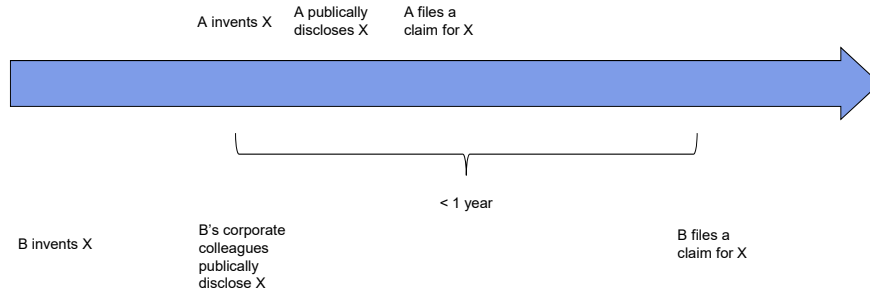 A invents X
A publically
discloses X
A files a
claim for X
< 1 year
B invents X
B's corporate
colleagues
publically
disclose X
B files a
claim for X